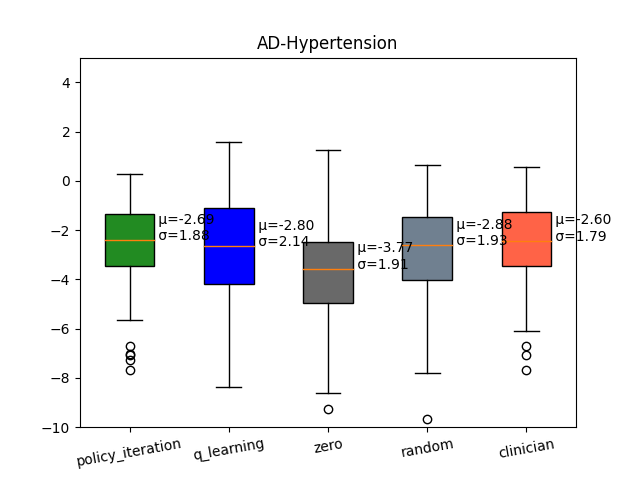 AD-Hypertension
4
2
0
−2
−4
−6
−8
−10
μ=-2.69
σ=1.88
μ=-2.80
σ=2.14
μ=-3.77
σ=1.91
μ=-2.88
σ=1.93
μ=-2.60
σ=1.79
policy_iteration
q_learning
zero
random
clinician